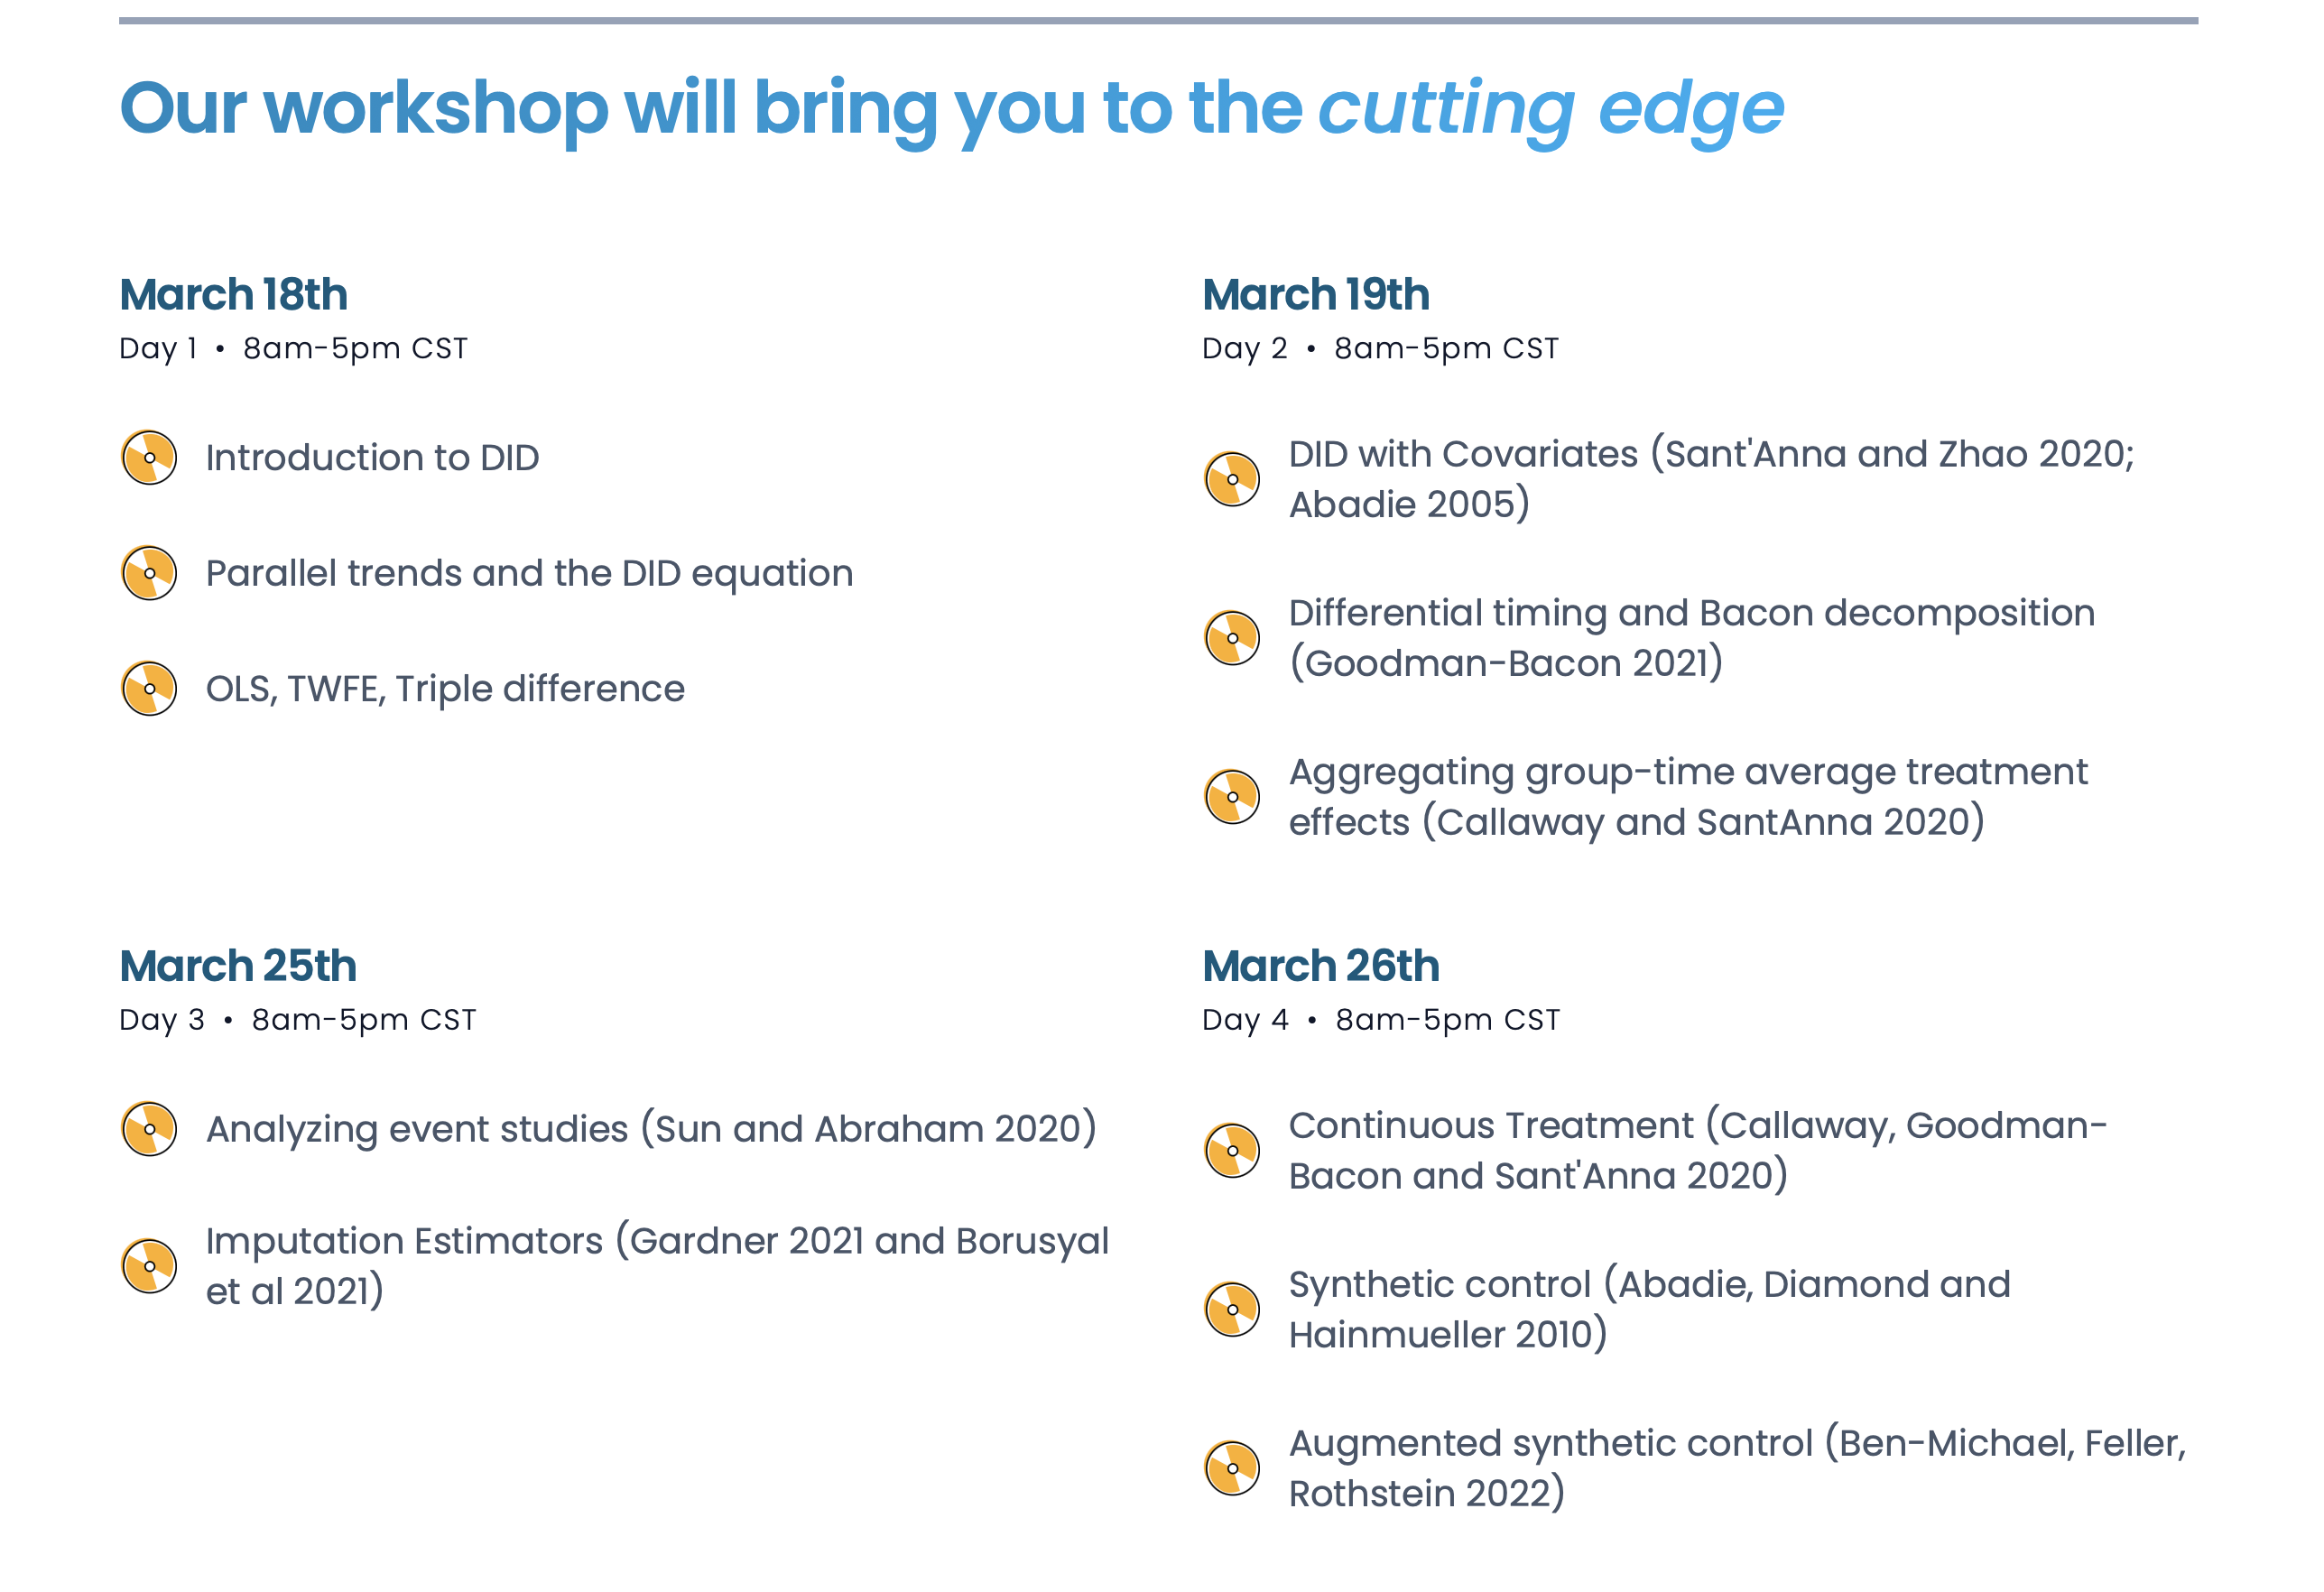 Our workshop will bring you to the cutting edge
March 18th
Day 1 • 8am-5pm CST
Introduction to DID
Parallel trends and the DID equation
OLS, TWFE, Triple difference
March 19th
Day 2 • 8am-5pm CST
DID with Covariates (Sant'Anna and Zhao 2020;
Abadie 2005)
Differential timing and Bacon decomposition
(Goodman-Bacon 2021)
Aggregating group-time average treatment
effects (Callaway and SantAnna 2020)
March 25th
Day 3 • 8am-5pm CST
Analyzing event studies (Sun and Abraham 2020)
Imputation Estimators (Gardner 2021 and Borusyal
et al 2021)
March 26th
Day 4 • 8am-5pm CST
Continuous Treatment (Callaway, Goodman-
Bacon and Sant'Anna 2020)
Synthetic control (Abadie, Diamond and
Hainmueller 2010)
Augmented synthetic control (Ben-Michael, Feller,
Rothstein 2022)